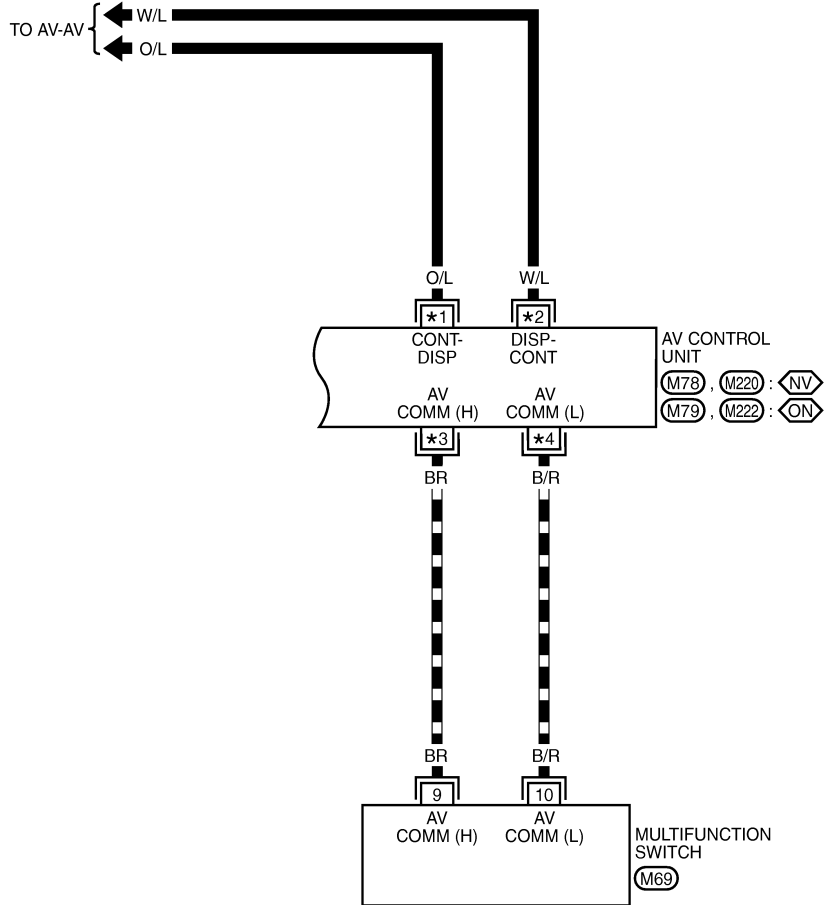 W/L
TO AV-AV
O/L
O/L W/L
★1 ★2
CONT-
DISP
DISP-
CONT
AV CONTROL
UNIT
M78 , M220 : NV
M79 , M222 : ON
AV
COMM (H)
AV
COMM (L)
★3 ★4
BR B/R
BR B/R
9 10
AV
COMM (H)
AV
COMM (L)
MULTIFUNCTION
SWITCH
M69